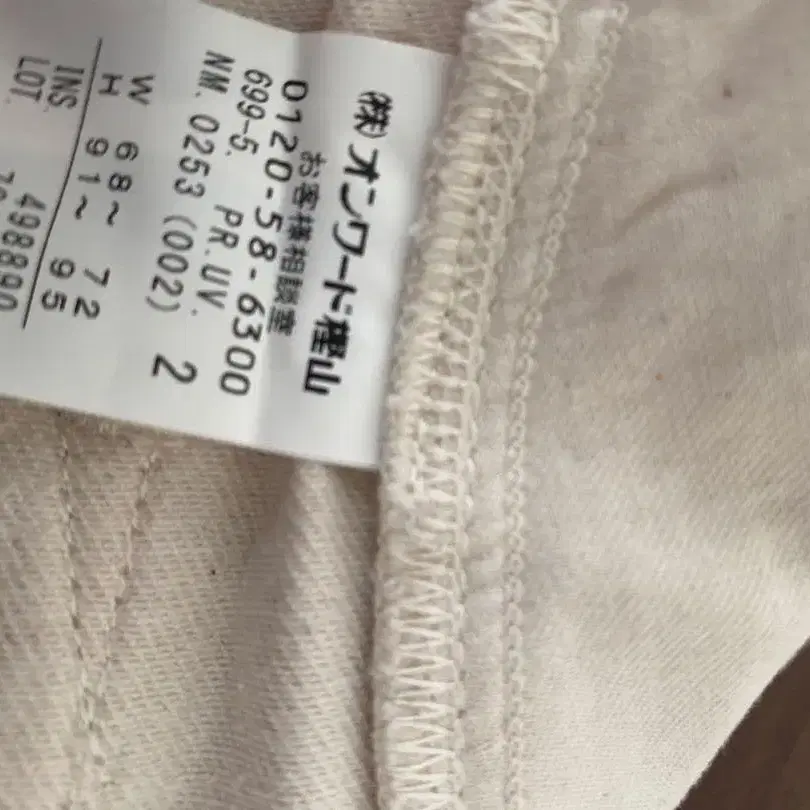 ㈱オンワード樫山
お客様相談室
0120-58-6300
699-5. PR.UV.
NM. 0253 (002) 2
W 68~ 72
H 91~ 95
INS.
LOT. 498890